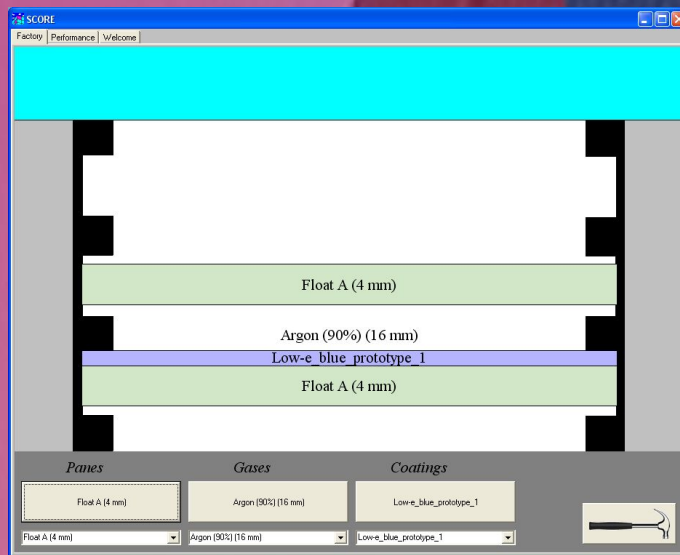 SCORE
Factory Performance Welcome
Float A (4 mm)
Argon (90%) (16 mm)
Low-e_blue_prototype_1
Float A (4 mm)
Panes Gases Coatings
Float A (4 mm) Argon (90%) (16 mm) Low-e_blue_prototype_1
Float A (4 mm) Argon (90%) (16 mm) Low-e_blue_prototype_1